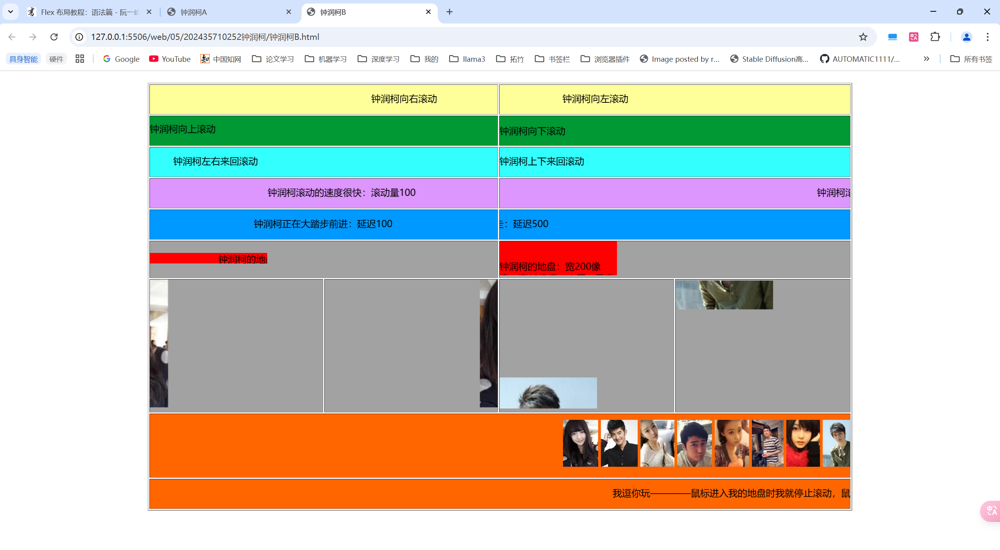 Flex 布局教程：语法篇 - 阮一峰
钟润柯A
钟润柯B
127.0.0.1:5506/web/05/202435710252钟润柯/钟润柯B.html
具身智能
硬件
Google
YouTube
中国知网
论文学习
机器学习
深度学习
我的
llama3
拓竹
书签栏
浏览器插件
Image posted by r...
Stable Diffusion高...
AUTOMATIC1111/...
所有书签
钟润柯向右滚动
钟润柯向左滚动
钟润柯向上滚动
钟润柯向下滚动
钟润柯左右来回滚动
钟润柯上下来回滚动
钟润柯滚动的速度很快：滚动量100
钟润柯滚
钟润柯正在大踏步前进：延迟100
：延迟500
钟润柯的地
钟润柯的地盘：宽200像
我逗你玩————鼠标进入我的地盘时我就停止滚动，鼠